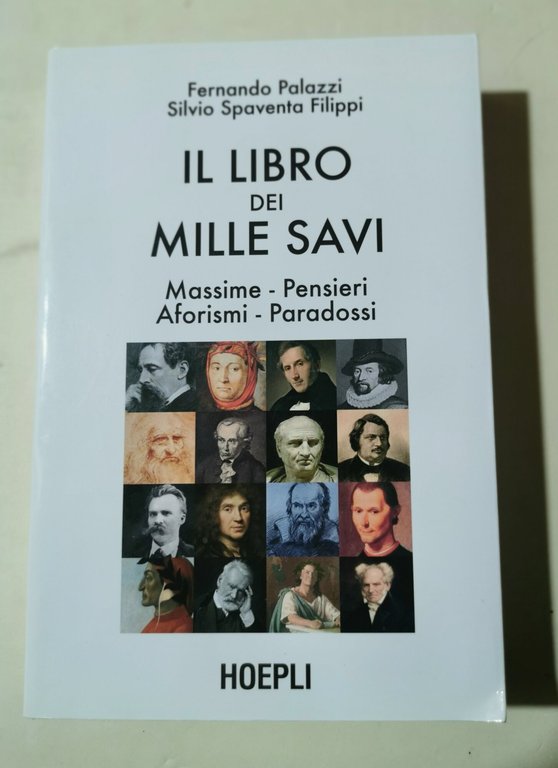 Fernando Palazzi
Silvio Spaventa Filippi
IL LIBRO
DEI
MILLE SAVI
Massime - Pensieri
Aforismi - Paradossi
HOEPLI